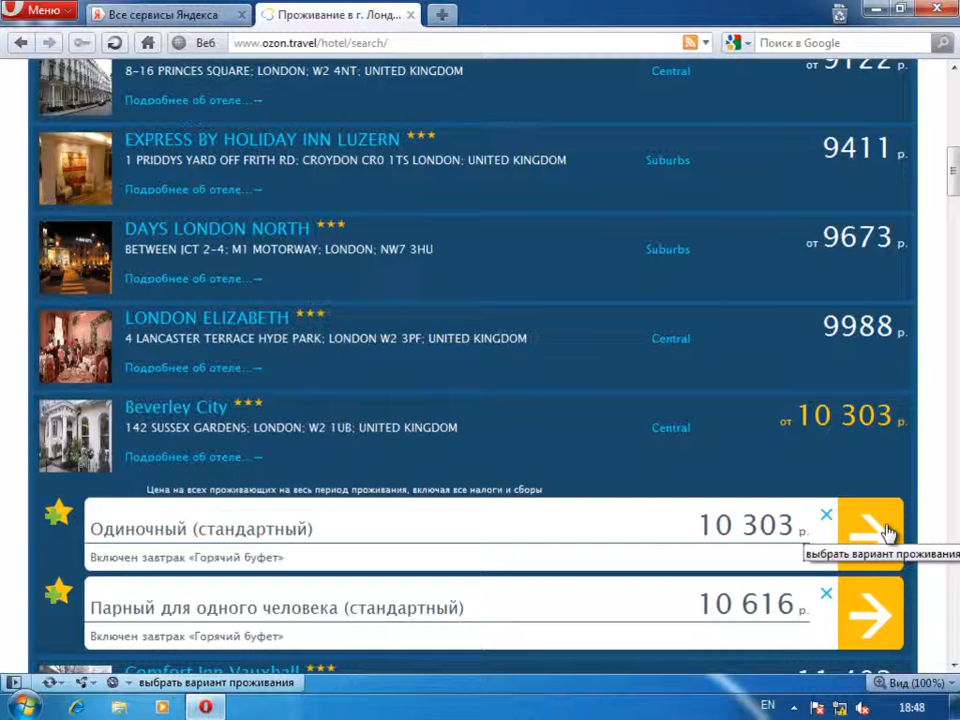 Меню
Все сервисы Яндекса
Проживание в г. Лонд...
Веб
www.ozon.travel/hotel/search/
Поиск в Google
8-16 PRINCES SQUARE; LONDON; W2 4NT; UNITED KINGDOM
Central
от 9122 р.
Подробнее об отеле...→
EXPRESS BY HOLIDAY INN LUZERN ★★★
9411 р.
1 PRIDDYS YARD OFF FRITH RD; CROYDON CR0 1TS LONDON; UNITED KINGDOM
Suburbs
Подробнее об отеле...→
DAYS LONDON NORTH ★★★
от 9673 р.
BETWEEN JCT 2-4; M1 MOTORWAY; LONDON; NW7 3HU
Suburbs
Подробнее об отеле...→
LONDON ELIZABETH ★★★
9988 р.
4 LANCASTER TERRACE HYDE PARK; LONDON W2 3PF; UNITED KINGDOM
Central
Подробнее об отеле...→
Beverley City ★★★
от 10 303 р.
142 SUSSEX GARDENS; LONDON; W2 1UB; UNITED KINGDOM
Central
Подробнее об отеле...→
Цена на всех проживающих на весь период проживания, включая все налоги и сборы
Одиночный (стандартный)
10 303 р.
Включен завтрак «Горячий буфет»
выбрать вариант проживания
Парный для одного человека (стандартный)
10 616 р.
Включен завтрак «Горячий буфет»
Comfort Inn Vauxhall ★★★
выбрать вариант проживания
Вид (100%)
EN
18:48